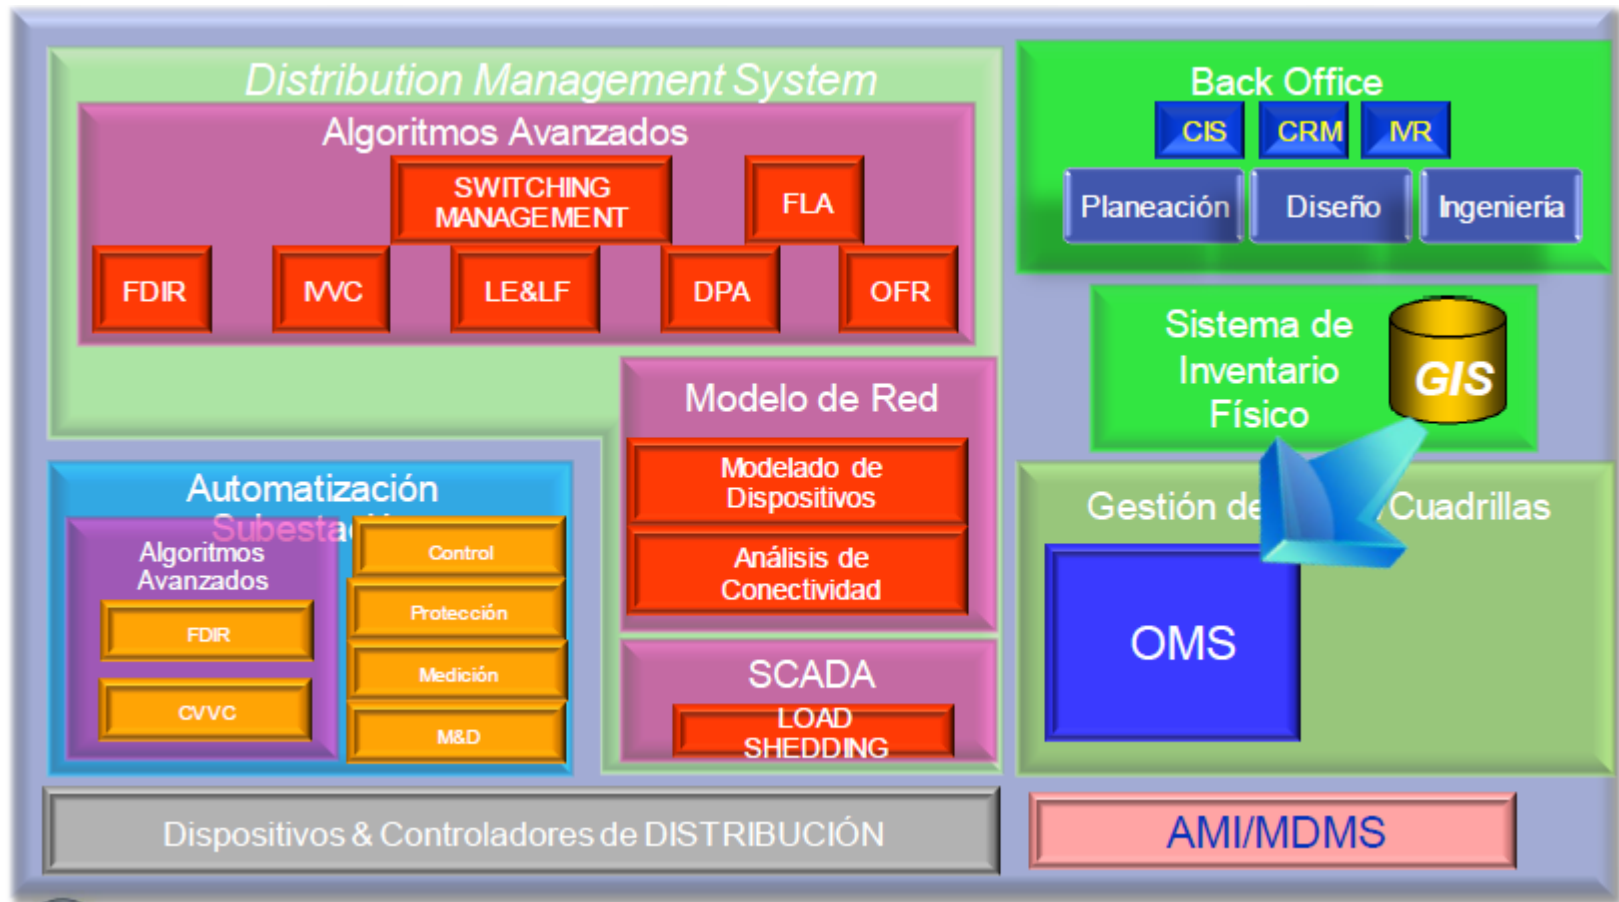 Distribution Management System
Algoritmos Avanzados
SWITCHING
MANAGEMENT
FLA
FDIR
IVVC
LE&LF
DPA
OFR
Modelo de Red
Modelado de
Dispositivos
Análisis de
Conectividad
SCADA
LOAD
SHEDDING
Automatización
Algoritmos
Avanzados
FDIR
CVVC
Control
Protección
Medición
M&D
Dispositivos & Controladores de DISTRIBUCIÓN
Back Office
CIS
CRM
IVR
Planeación
Diseño
Ingeniería
Sistema de
Inventario
Físico
GIS
Gestión de Cuadrillas
OMS
AMI/MDMS